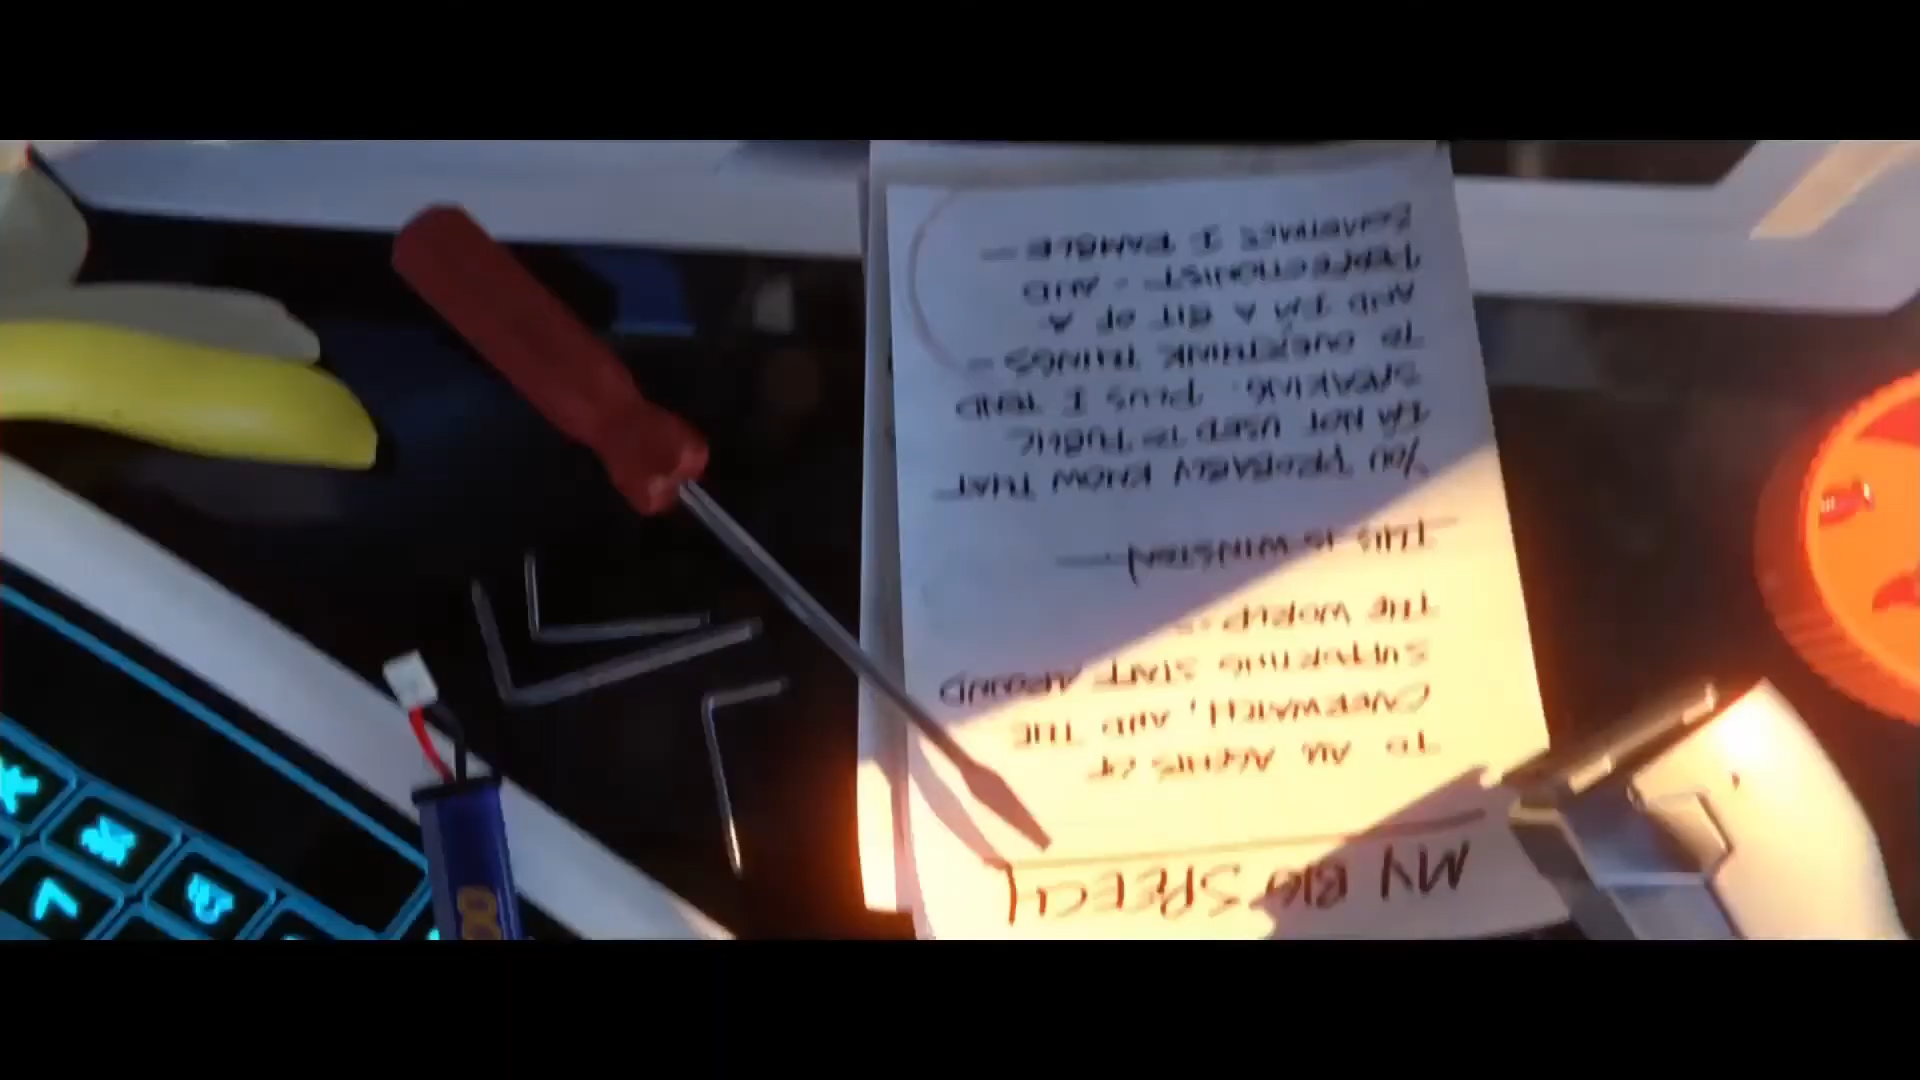 MY BIG SPEECH
TO ALL AGENTS OF
OVERWATCH, AND THE
SUPPORTING STAFF AROUND
THE WORLD:
THIS IS WINSTON
YOU PROBABLY KNOW THAT
I'M NOT USED TO PUBLIC
SPEAKING. PLUS I TEND
TO OVERTHINK THINGS –
AND I'M A BIT OF A
PERFECTIONIST - AND
SOMETIMES I RAMBLE –
7
8